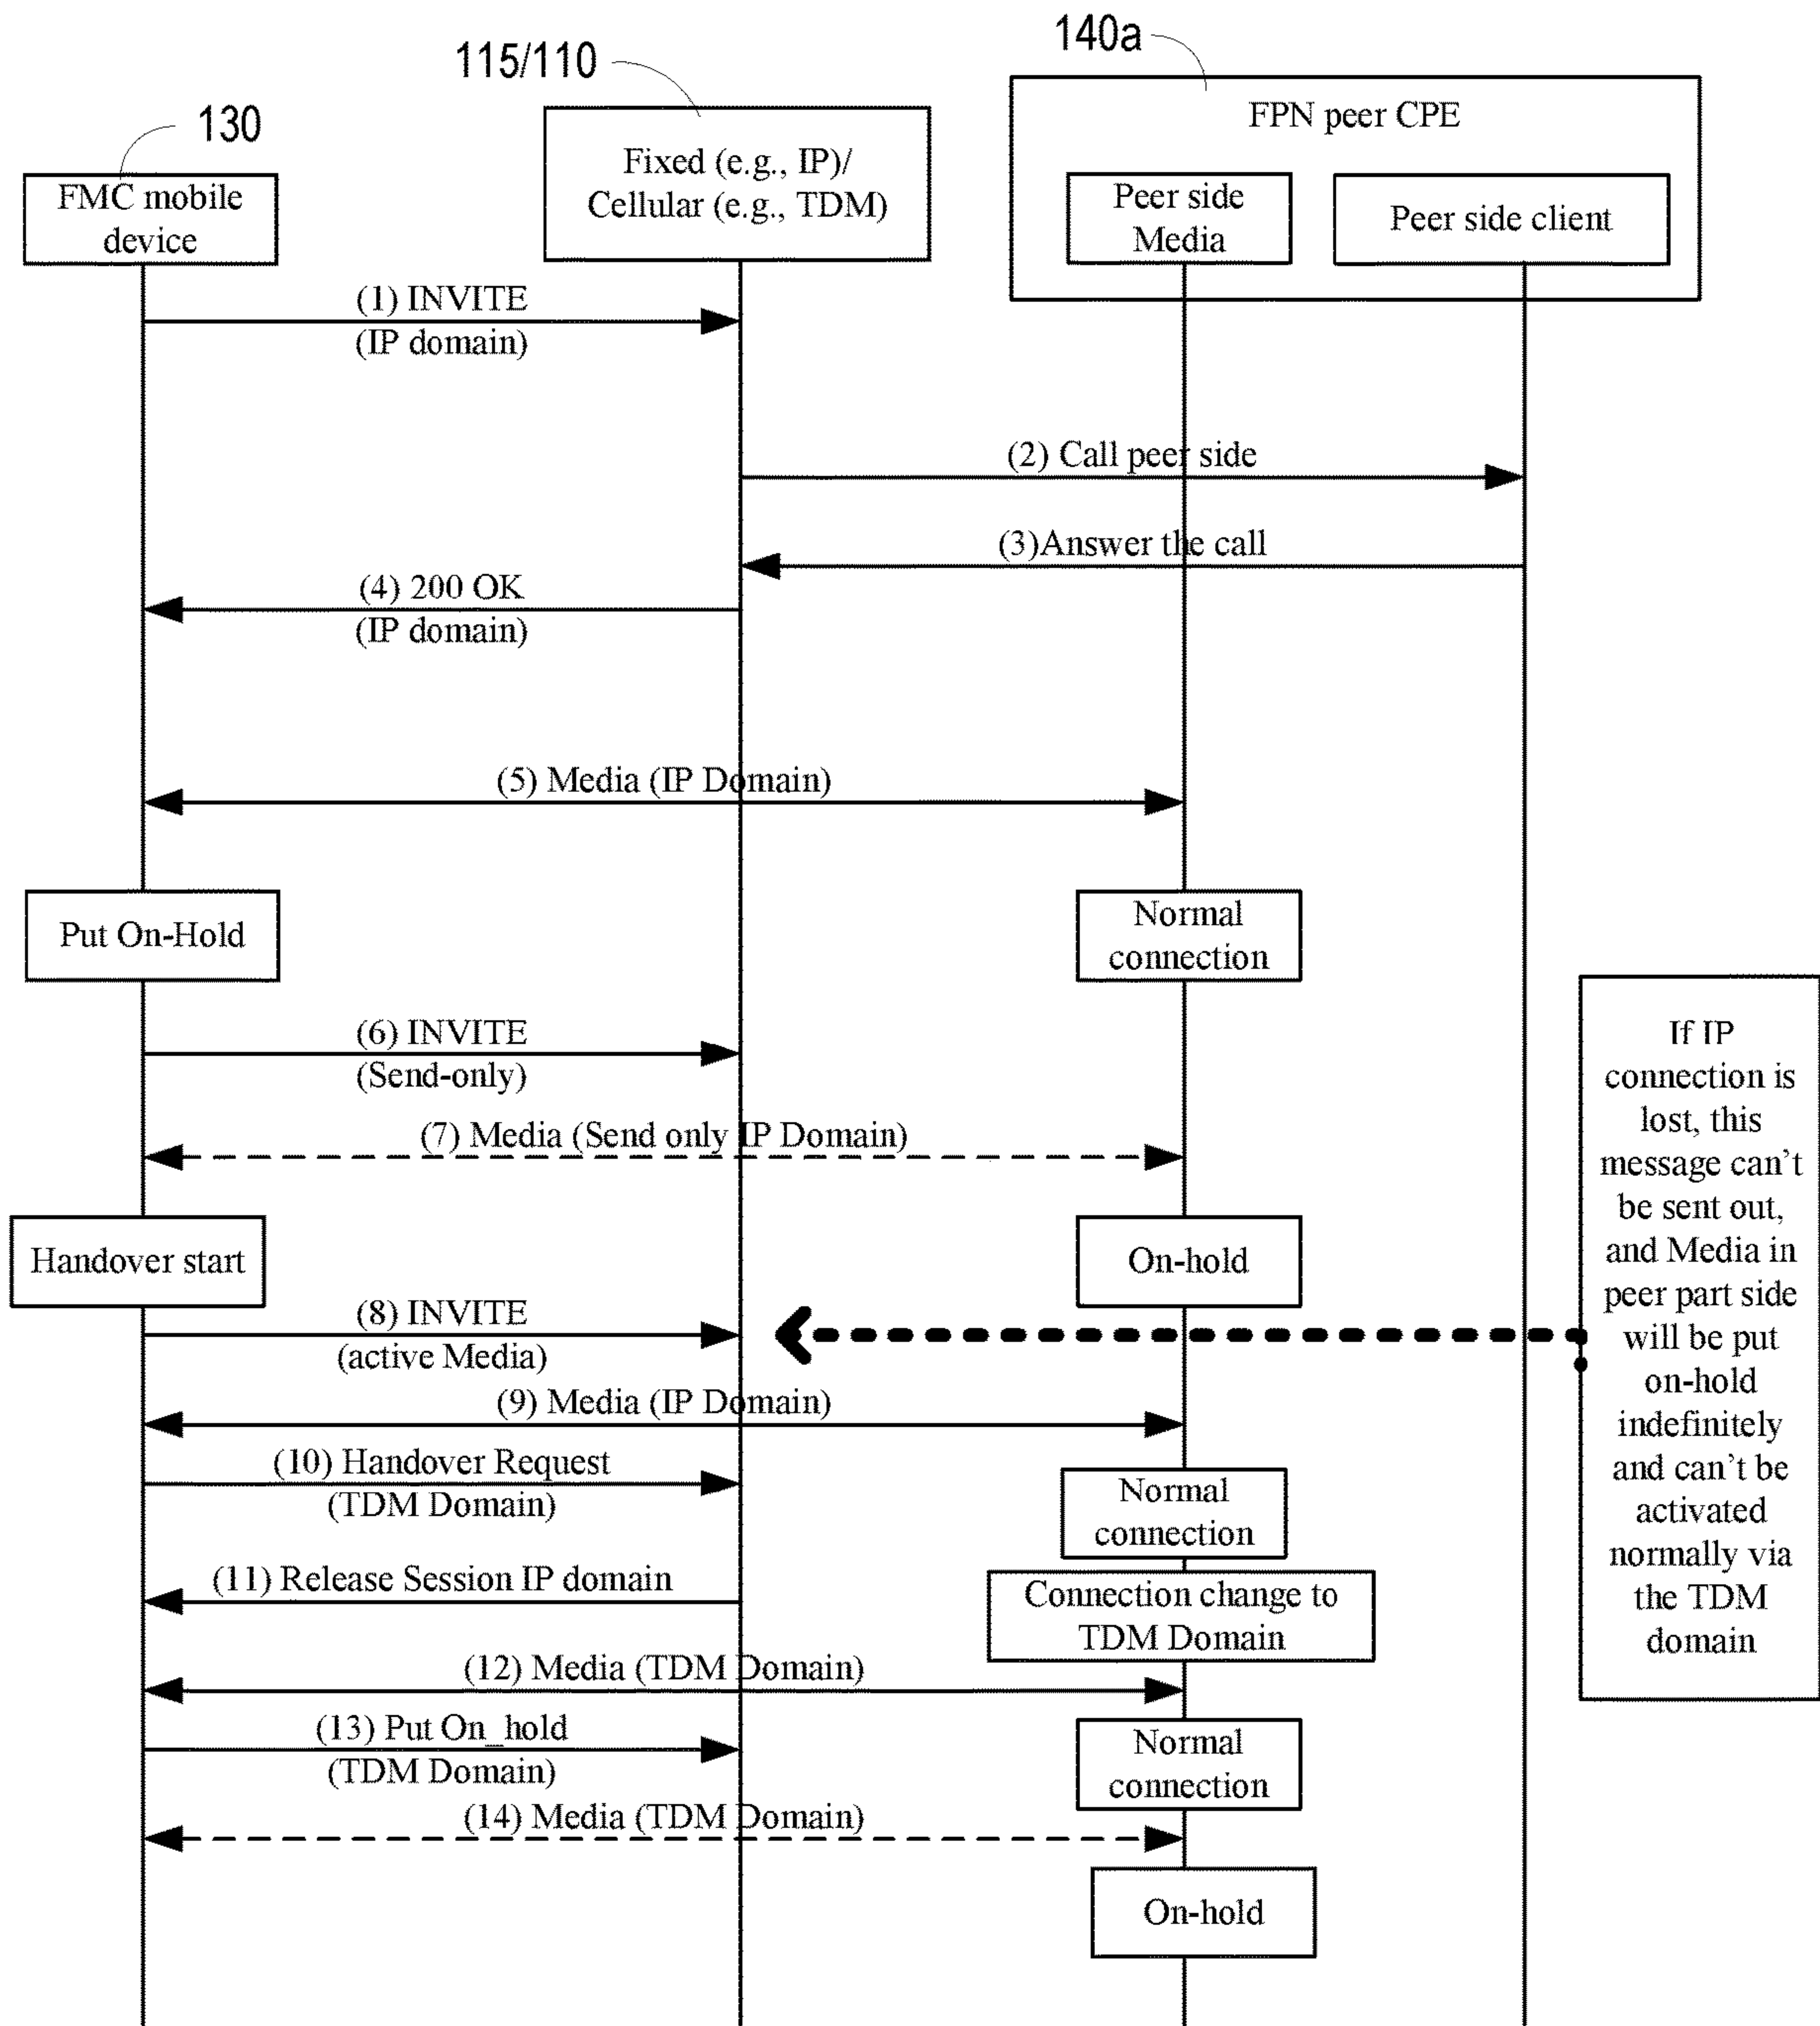 140a
115/110
130
FPN peer CPE
Fixed (e.g., IP)/
Cellular (e.g., TDM)
FMC mobile
device
Peer side
Media
Peer side client
(1) INVITE
(IP domain)
(2) Call peer side
(3)Answer the call
(4) 200 OK
(IP domain)
(5) Media (IP Domain)
Put On-Hold
Normal
connection
(6) INVITE
(Send-only)
(7) Media (Send only IP Domain)
Handover start
On-hold
If IP
connection is
lost, this
message can't
be sent out,
and Media in
peer part side
will be put
on-hold
indefinitely
and can't be
activated
normally via
the TDM
domain
(8) INVITE
(active Media)
(9) Media (IP Domain)
(10) Handover Request
(TDM Domain)
Normal
connection
(11) Release Session IP domain
Connection change to
TDM Domain
(12) Media (TDM Domain)
(13) Put On_hold
(TDM Domain)
Normal
connection
(14) Media (TDM Domain)
On-hold